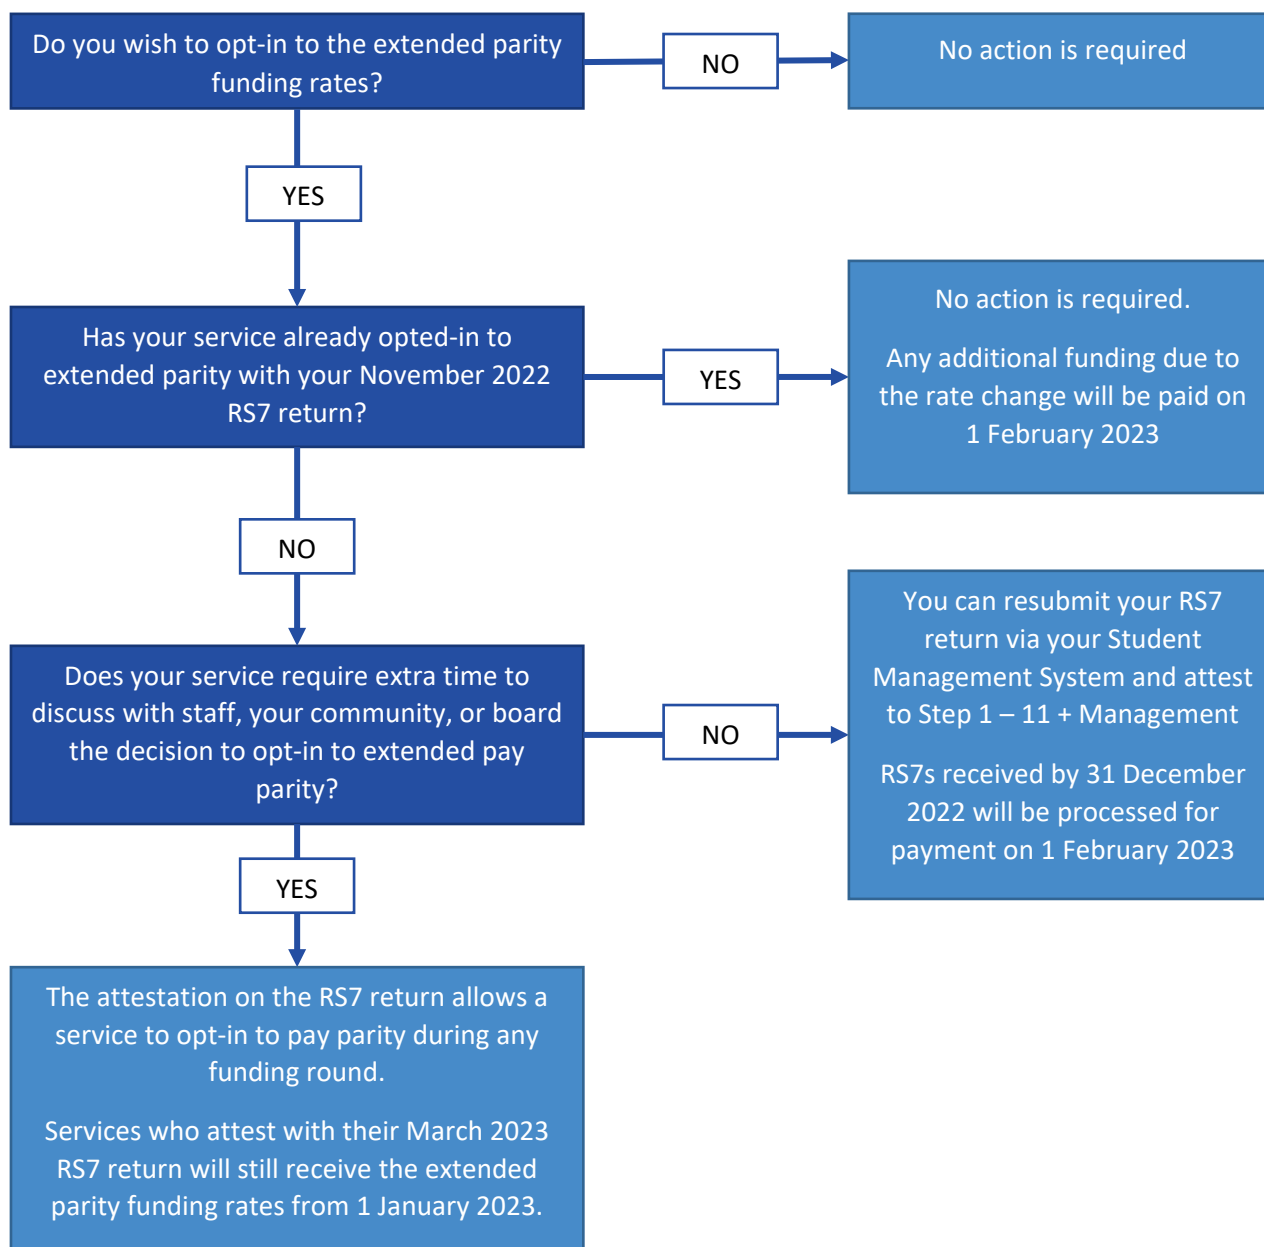 Do you wish to opt-in to the extended parity
funding rates?
NO
No action is required
YES
Has your service already opted-in to
extended parity with your November 2022
RS7 return?
YES
No action is required.
Any additional funding due to
the rate change will be paid on
1 February 2023
NO
Does your service require extra time to
discuss with staff, your community, or board
the decision to opt-in to extended pay
parity?
NO
You can resubmit your RS7
return via your Student
Management System and attest
to Step 1 – 11 + Management
RS7s received by 31 December
2022 will be processed for
payment on 1 February 2023
YES
The attestation on the RS7 return allows a
service to opt-in to pay parity during any
funding round.
Services who attest with their March 2023
RS7 return will still receive the extended
parity funding rates from 1 January 2023.